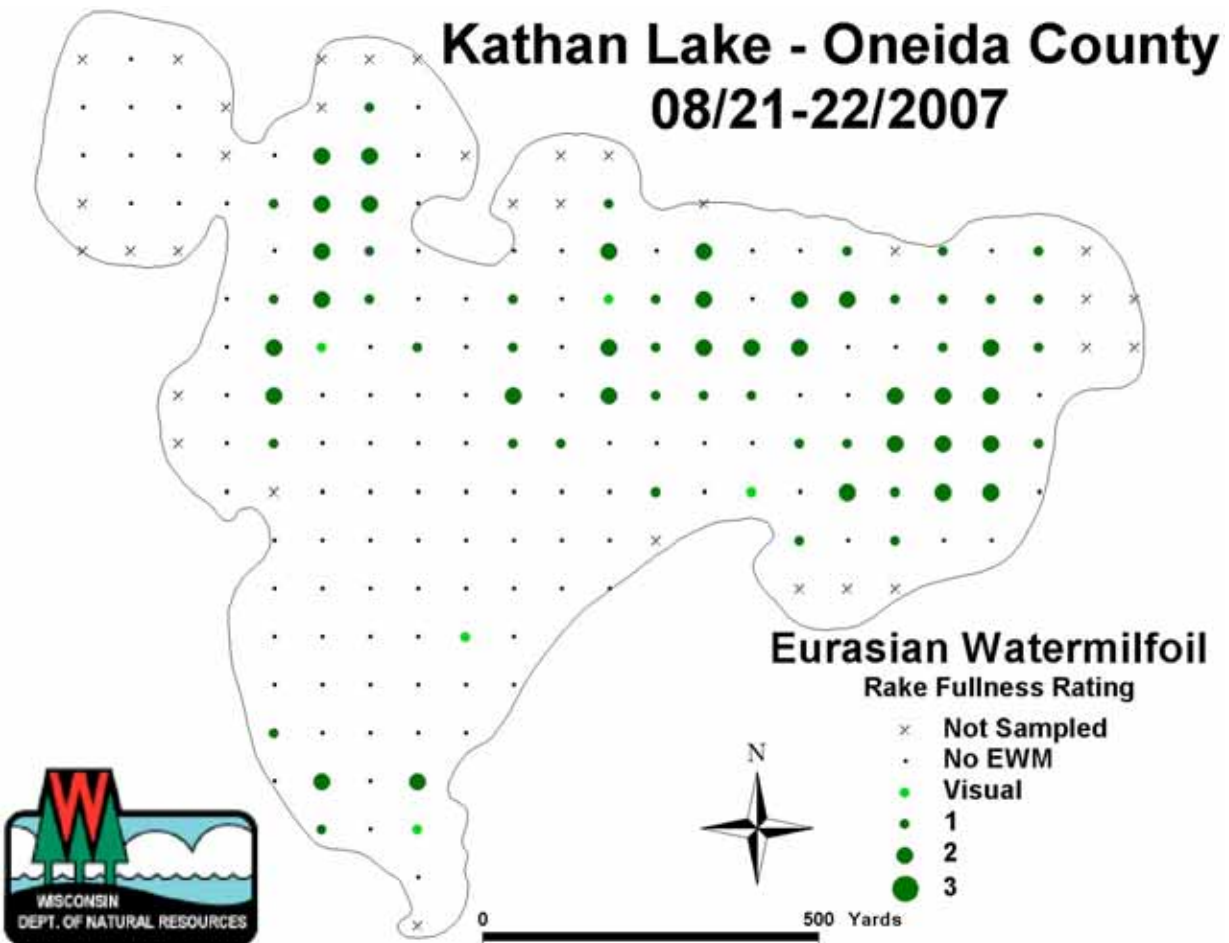 Kathan Lake - Oneida County
08/21-22/2007
Eurasian Watermilfoil
Rake Fullness Rating
Not Sampled
No EWM
Visual
1
2
3
N
0 500 Yards
W
WISCONSIN
DEPT. OF NATURAL RESOURCES